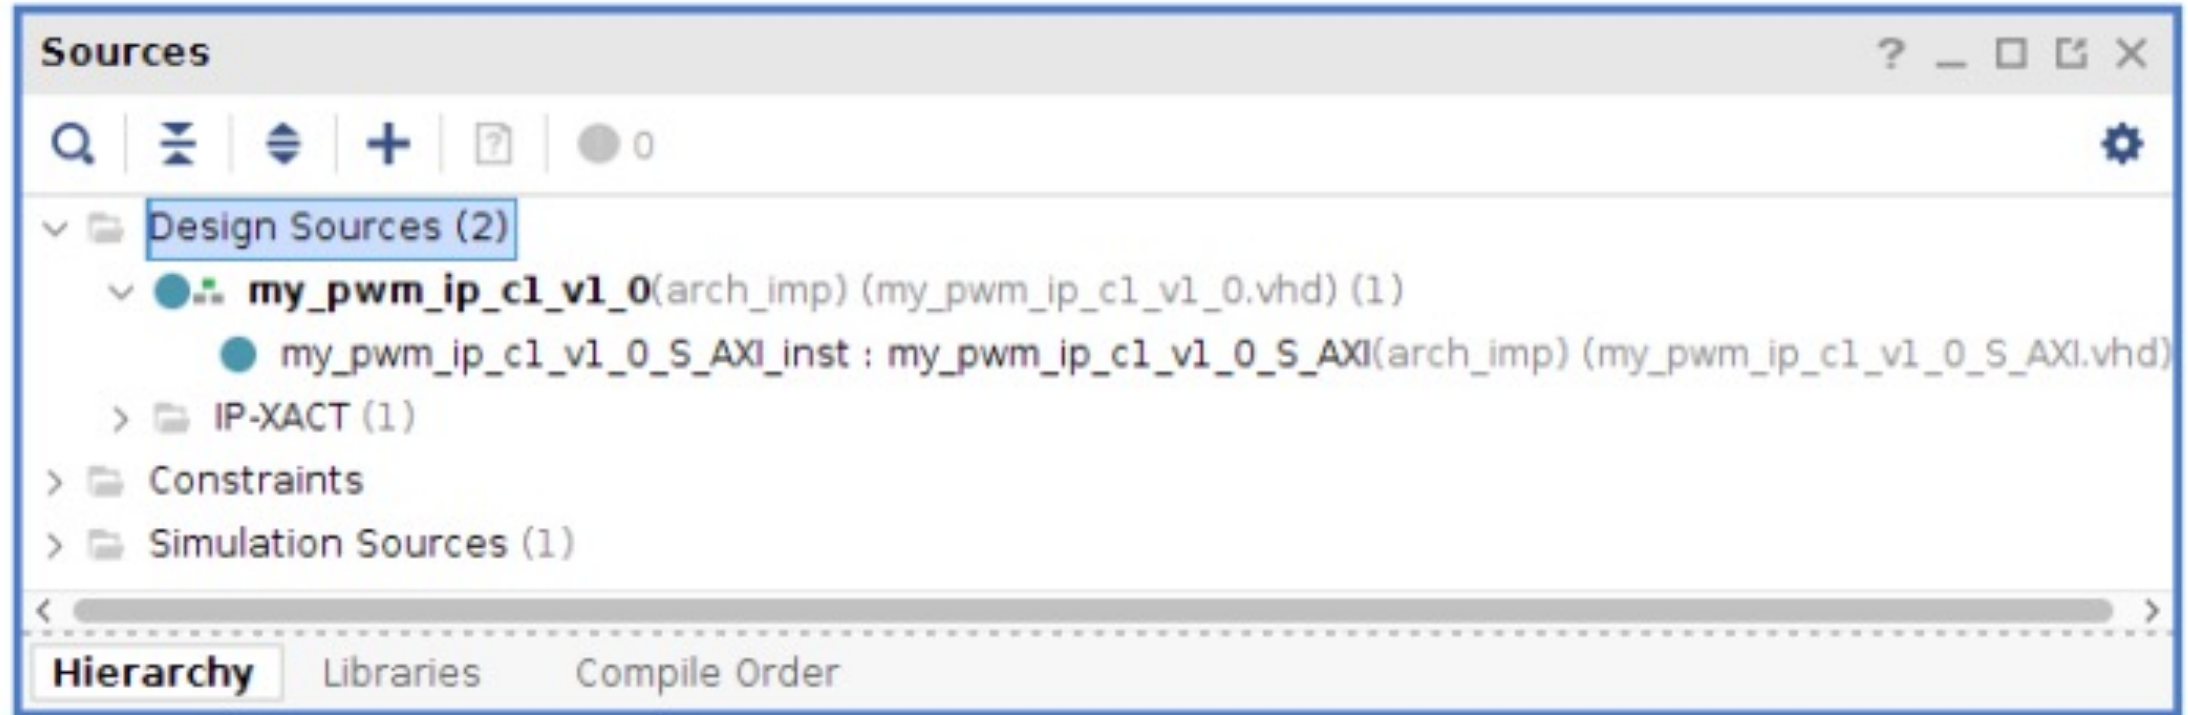 Sources
0
Design Sources (2)
my_pwm_ip_c1_v1_0(arch_imp) (my_pwm_ip_c1_v1_0.vhd) (1)
my_pwm_ip_c1_v1_0_S_AXI_inst : my_pwm_ip_c1_v1_0_S_AXI(arch_imp) (my_pwm_ip_c1_v1_0_S_AXI.vhd)
IP-XACT (1)
Constraints
Simulation Sources (1)
Hierarchy Libraries Compile Order